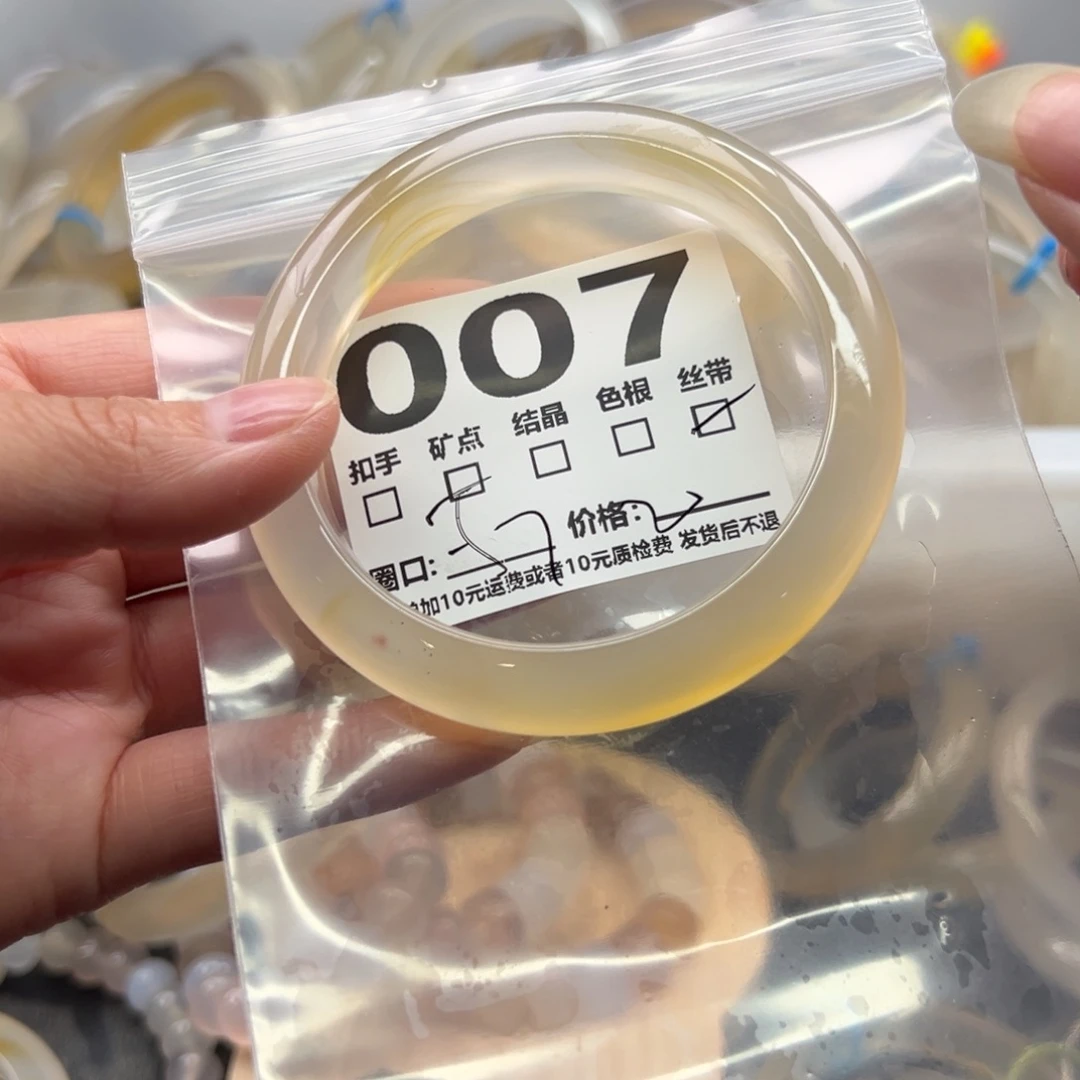 007
扣手 矿点 结晶 色根 丝带
圈口: 57 价格:
加10元运费或者10元质检费 发货后不退